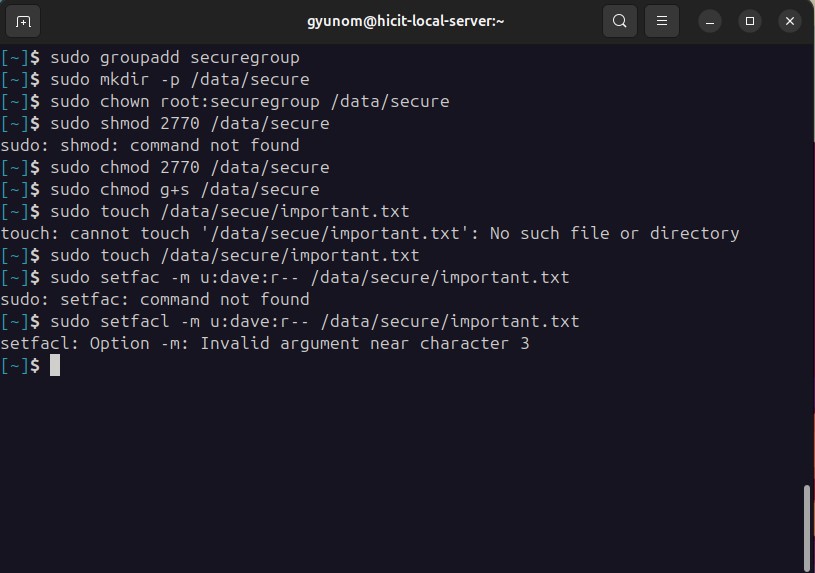 gyunom@hicit-local-server:~
[~]$ sudo groupadd securegroup
[~]$ sudo mkdir -p /data/secure
[~]$ sudo chown root:securegroup /data/secure
[~]$ sudo shmod 2770 /data/secure
sudo: shmod: command not found
[~]$ sudo chmod 2770 /data/secure
[~]$ sudo chmod g+s /data/secure
[~]$ sudo touch /data/secue/important.txt
touch: cannot touch '/data/secue/important.txt': No such file or directory
[~]$ sudo touch /data/secure/important.txt
[~]$ sudo setfac -m u:dave:r-- /data/secure/important.txt
sudo: setfac: command not found
[~]$ sudo setfacl -m u:dave:r-- /data/secure/important.txt
setfacl: Option -m: Invalid argument near character 3
[~]$